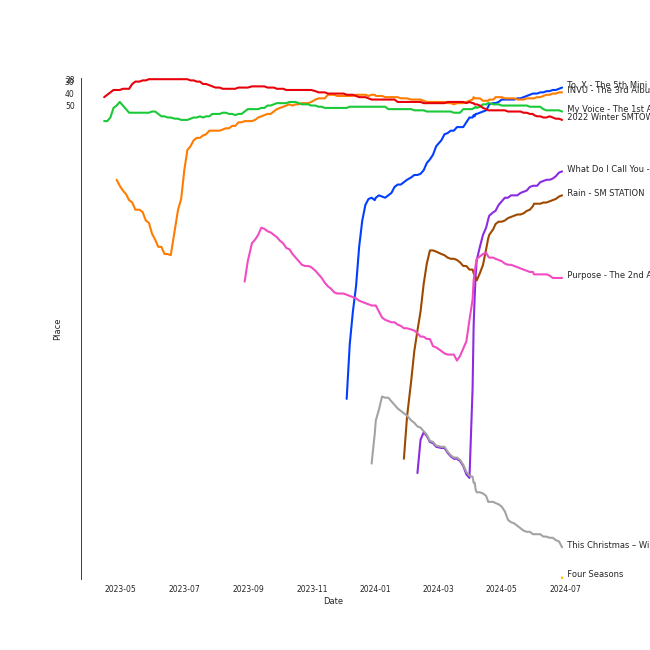 40
50
Place
To. X - The 5th Mini
INVU - The 3rd Albu
My Voice - The 1st A
2022 Winter SMTOW
What Do I Call You -
Rain - SM STATION
Purpose - The 2nd A
This Christmas – Wi
Four Seasons
2023-05
2023-07
2023-09
2023-11
2024-01
2024-03
2024-05
2024-07
Date